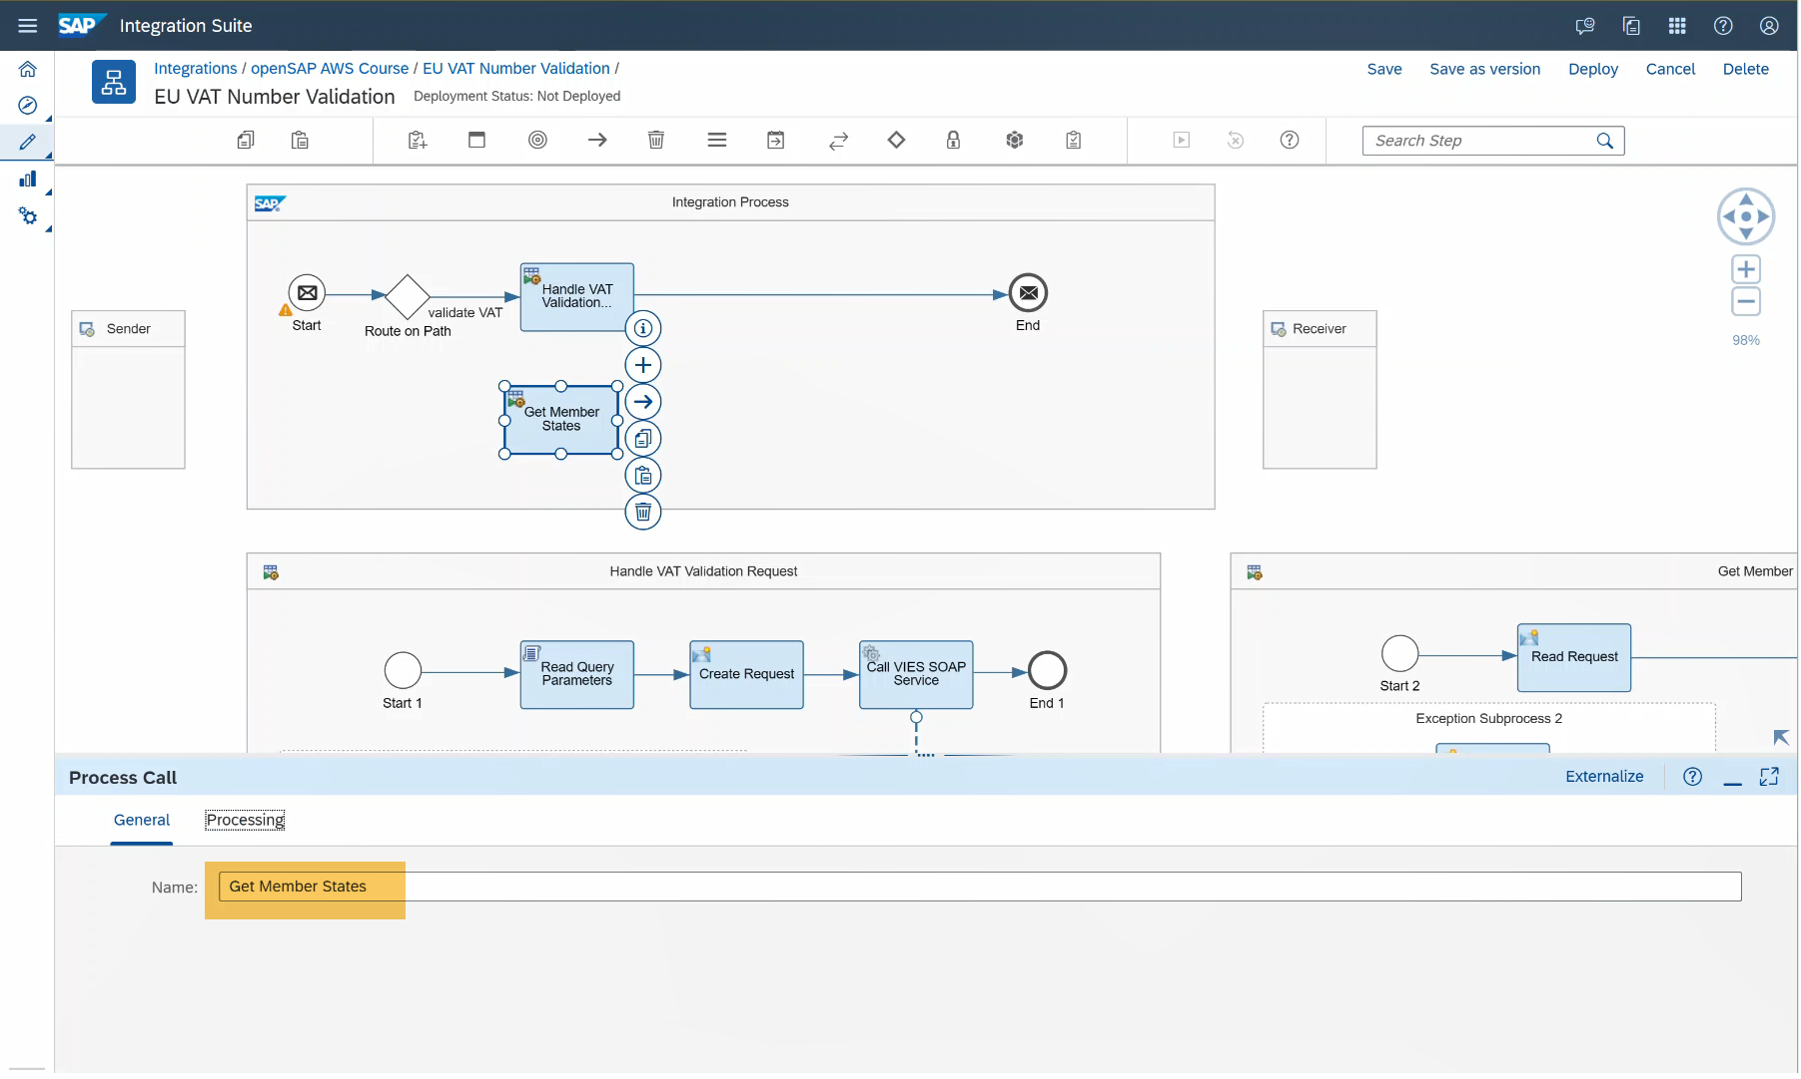 SAP Integration Suite
Integrations / openSAP AWS Course / EU VAT Number Validation /
EU VAT Number Validation Deployment Status: Not Deployed
Save Save as version Deploy Cancel Delete
Search Step
SAP Integration Process
Start
Route on Path
validate VAT
Handle VAT
Validation...
End
Sender
Receiver
98%
Get Member
States
Handle VAT Validation Request
Start 1
Read Query
Parameters
Create Request
Call VIES SOAP
Service
End 1
Get Member
Start 2
Read Request
Exception Subprocess 2
Process Call
Externalize
General Processing
Name: Get Member States